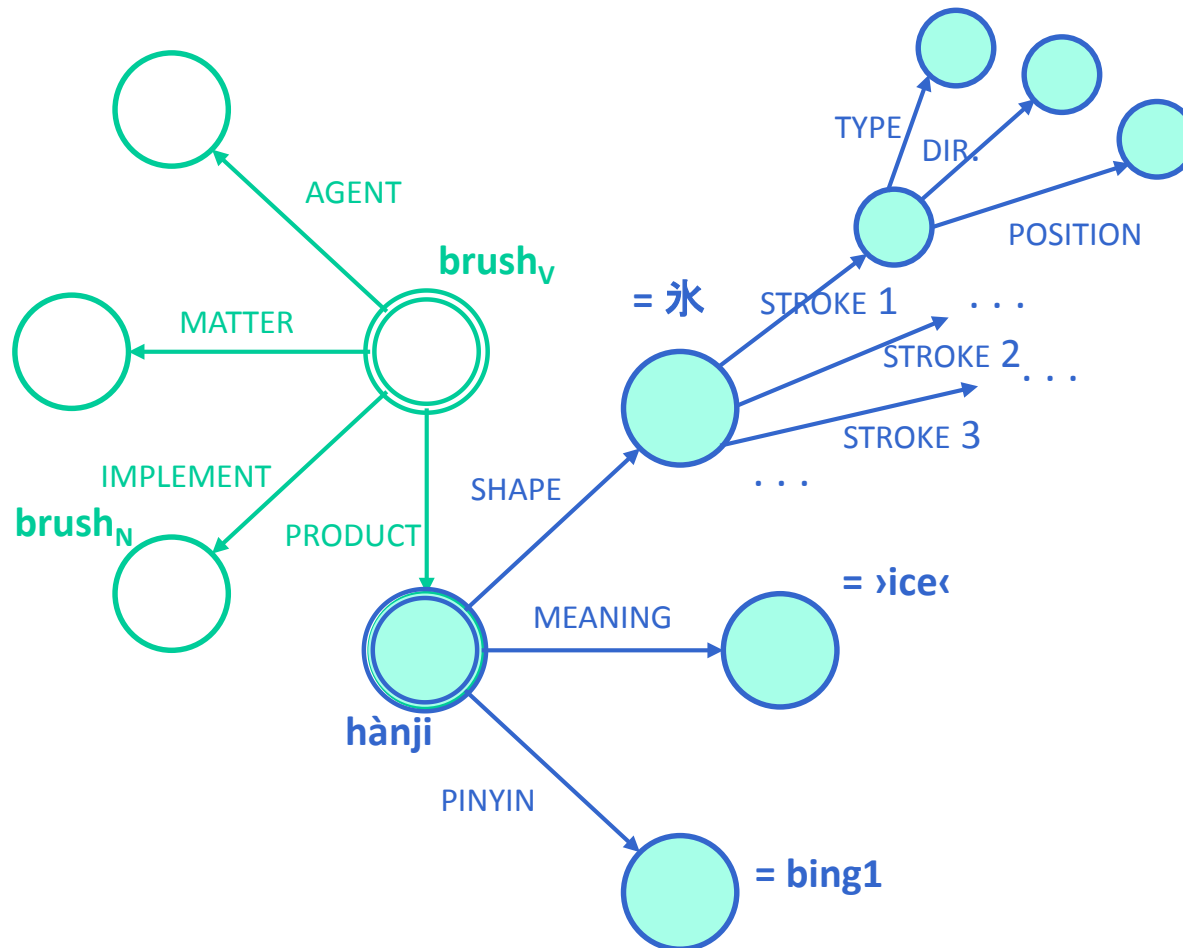 TYPE
DIR.
AGENT
POSITION
brushV
= 氷
STROKE 1
. . .
MATTER
STROKE 2
. . .
STROKE 3
IMPLEMENT
SHAPE
. . .
brushN
PRODUCT
= ›ice‹
MEANING
hànji
PINYIN
= bing1